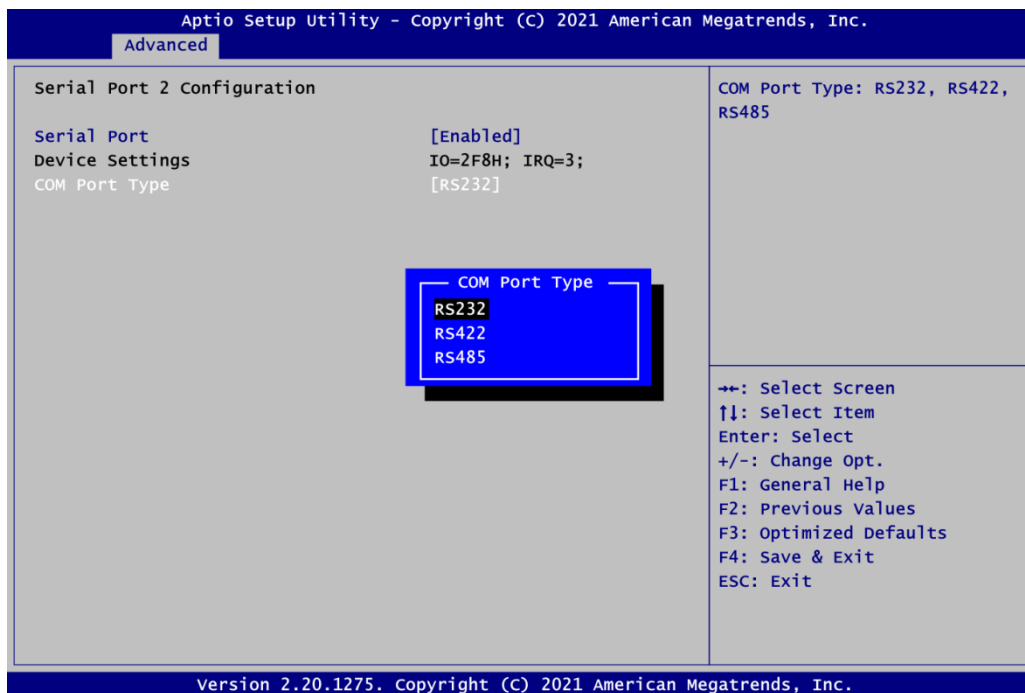 Aptio Setup Utility – Copyright (C) 2021 American Megatrends, Inc.
Advanced
Serial Port 2 Configuration
Serial Port [Enabled]
Device Settings IO=2F8H; IRQ=3;
COM Port Type [RS232]
COM Port Type
RS232
RS422
RS485
COM Port Type: RS232, RS422,
RS485
→←: Select Screen
↑↓: Select Item
Enter: Select
+/-: Change Opt.
F1: General Help
F2: Previous Values
F3: Optimized Defaults
F4: Save & Exit
ESC: Exit
Version 2.20.1275. Copyright (C) 2021 American Megatrends, Inc.